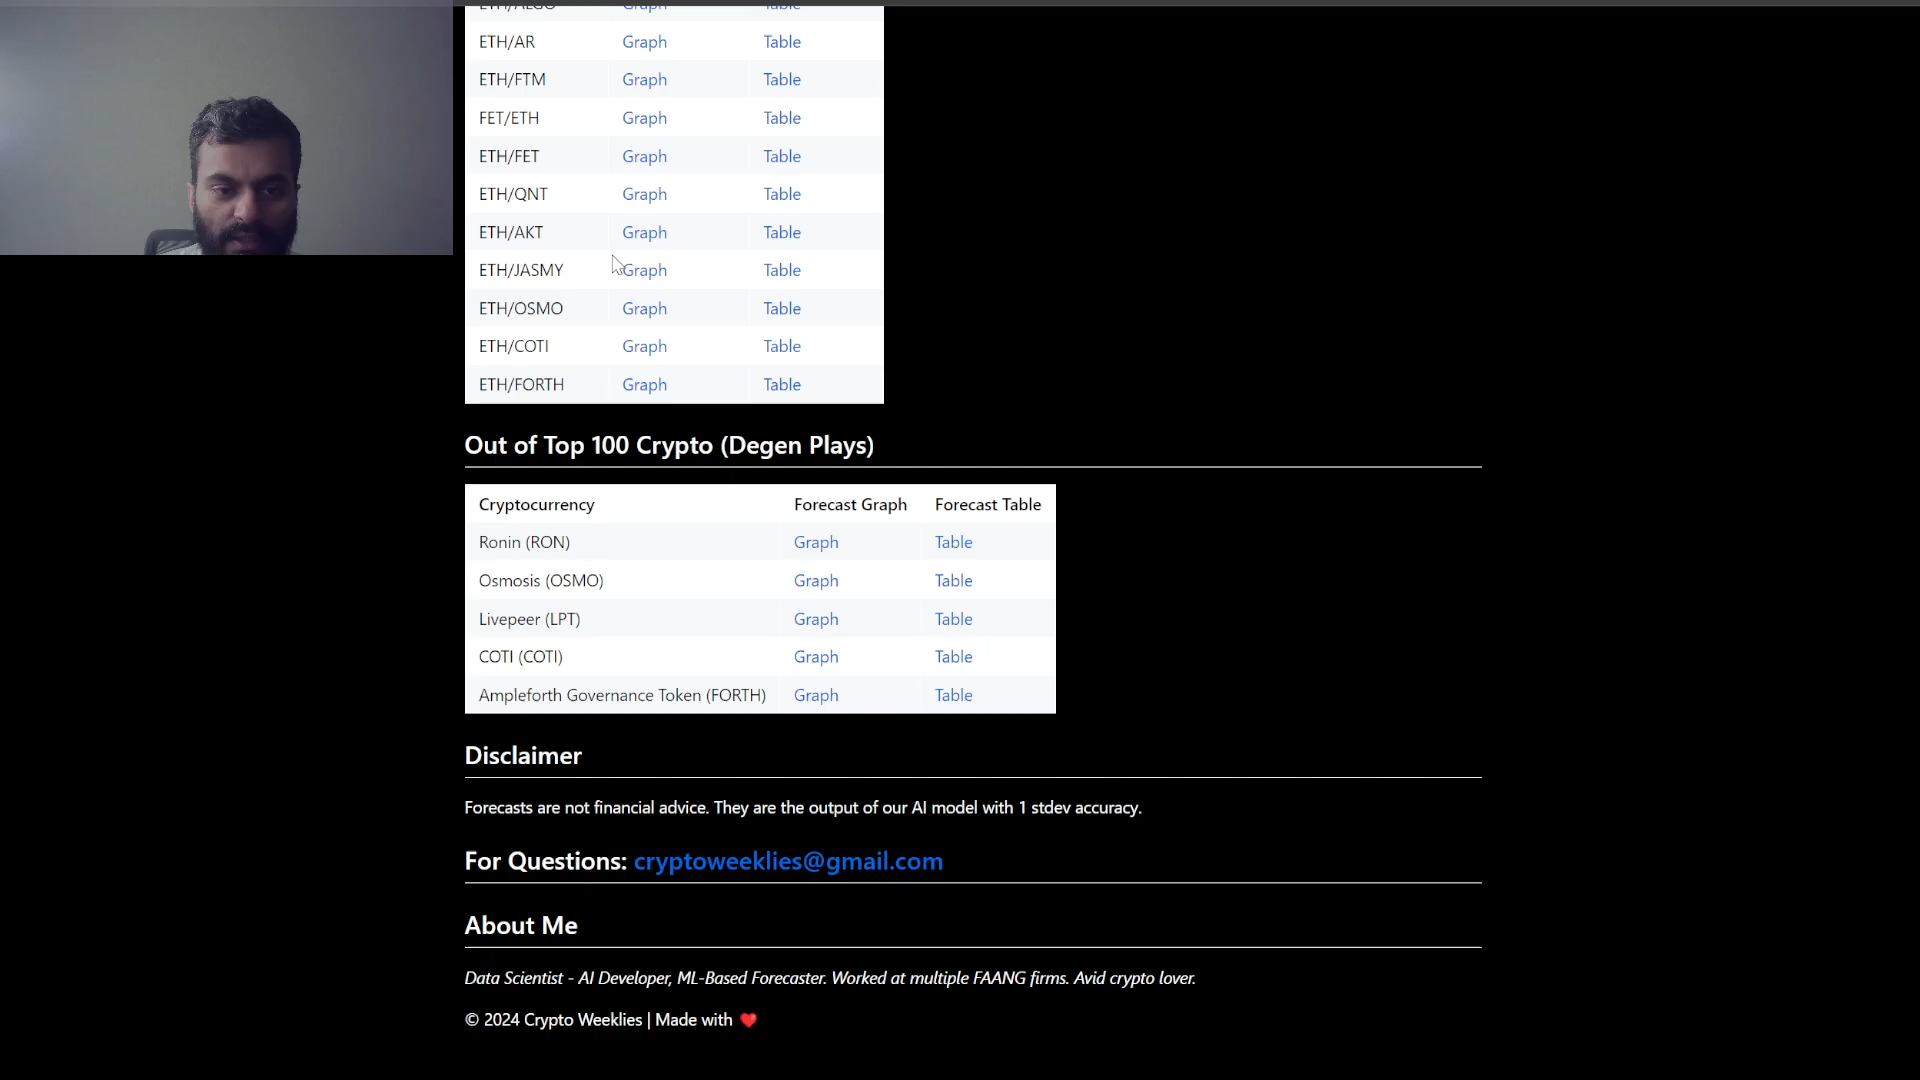 ETH/ALGO Graph Table
ETH/AR Graph Table
ETH/FTM Graph Table
FET/ETH Graph Table
ETH/FET Graph Table
ETH/QNT Graph Table
ETH/AKT Graph Table
ETH/JASMY Graph Table
ETH/OSMO Graph Table
ETH/COTI Graph Table
ETH/FORTH Graph Table
Out of Top 100 Crypto (Degen Plays)
Cryptocurrency Forecast Graph Forecast Table
Ronin (RON) Graph Table
Osmosis (OSMO) Graph Table
Livepeer (LPT) Graph Table
COTI (COTI) Graph Table
Ampleforth Governance Token (FORTH) Graph Table
Disclaimer
Forecasts are not financial advice. They are the output of our AI model with 1 stdev accuracy.
For Questions: cryptoweeklies@gmail.com
About Me
Data Scientist - AI Developer, ML-Based Forecaster. Worked at multiple FAANG firms. Avid crypto lover.
© 2024 Crypto Weeklies | Made with ❤️